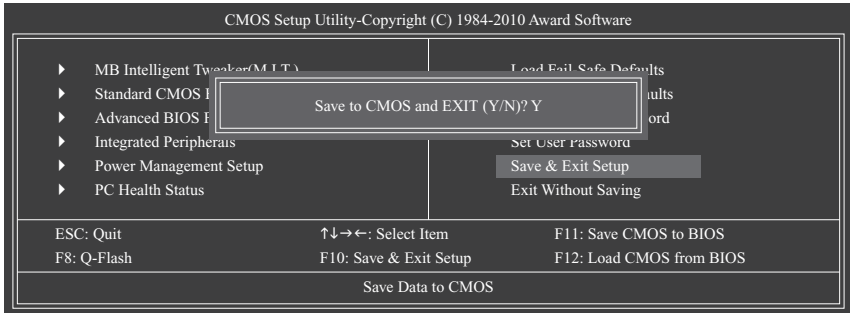 CMOS Setup Utility-Copyright (C) 1984-2010 Award Software
MB Intelligent Tweaker(M.I.T.)
Standard CMOS
Advanced BIOS
Integrated Peripherals
Power Management Setup
PC Health Status
Load Fail-Safe Defaults
Set User Password
Save & Exit Setup
Exit Without Saving
Save to CMOS and EXIT (Y/N)? Y
ESC: Quit
↑↓→←: Select Item
F11: Save CMOS to BIOS
F8: Q-Flash
F10: Save & Exit Setup
F12: Load CMOS from BIOS
Save Data to CMOS